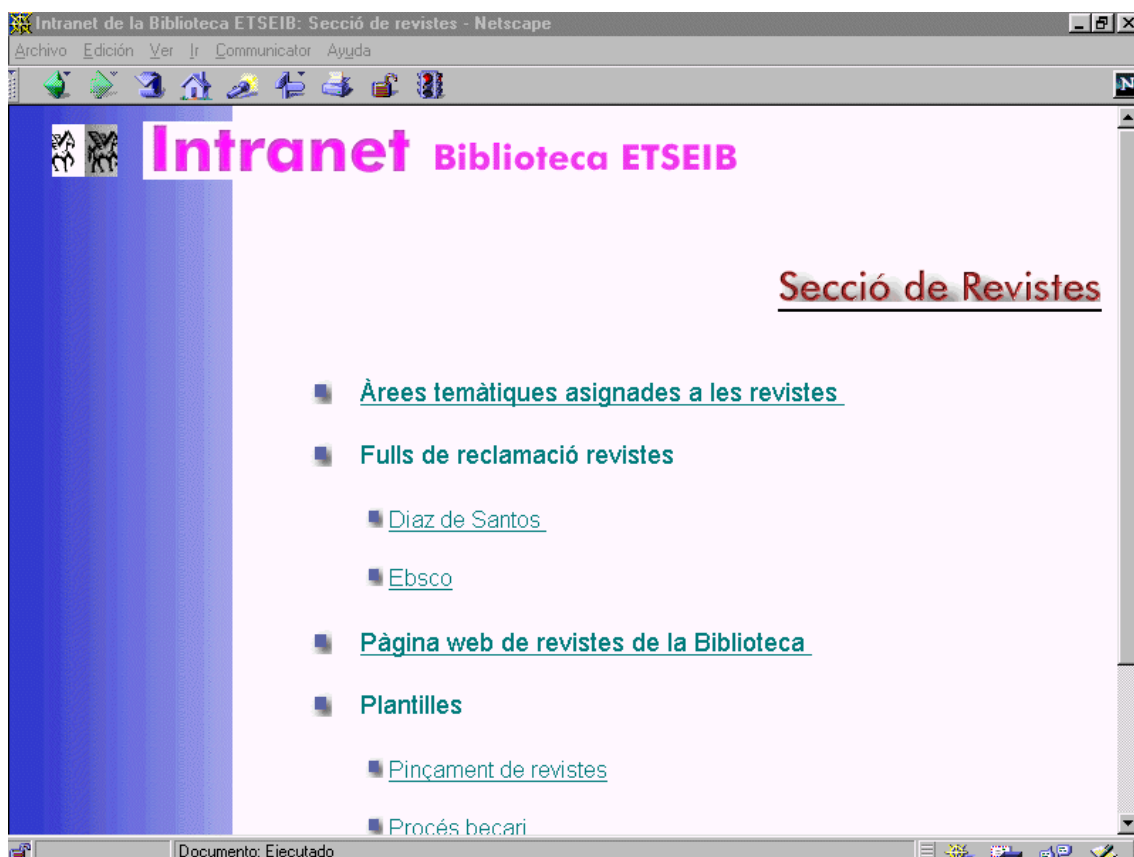 Intranet de la Biblioteca ETSEIB: Secció de revistes - Netscape
Archivo Edición Ver Ir Communicator Ayuda
N
Intranet Biblioteca ETSEIB
Secció de Revistes
Àrees temàtiques asignades a les revistes
Fulls de reclamació revistes
Diaz de Santos
Ebsco
Pàgina web de revistes de la Biblioteca
Plantilles
Pinçament de revistes
Procés becari
Documento: Ejecutado